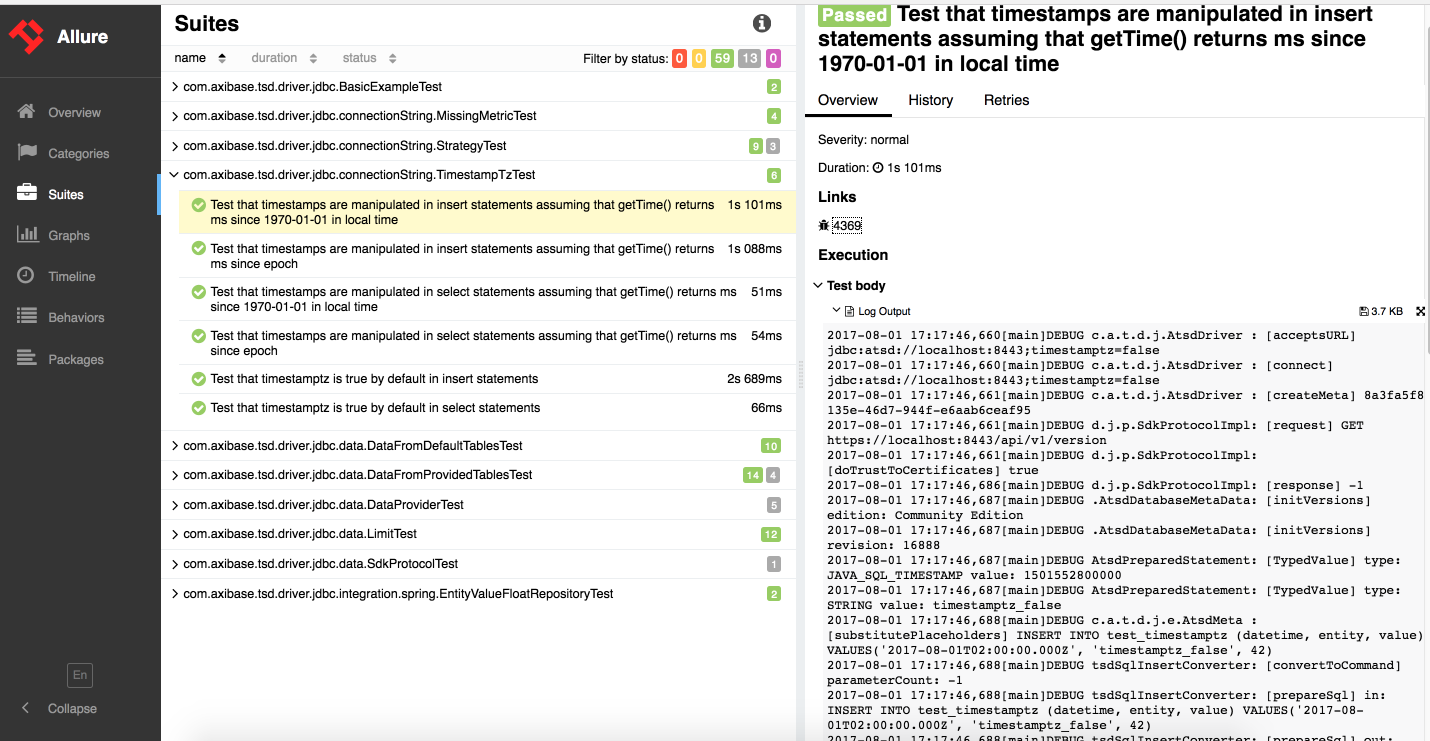 Allure
Overview
Categories
Suites
Graphs
Timeline
Behaviors
Packages
En
Collapse
Suites
name duration status Filter by status: 0 0 59 13 0
com.axibase.tsd.driver.jdbc.BasicExampleTest 2
com.axibase.tsd.driver.jdbc.connectionString.MissingMetricTest 4
com.axibase.tsd.driver.jdbc.connectionString.StrategyTest 9 3
com.axibase.tsd.driver.jdbc.connectionString.TimestampTzTest 6
Test that timestamps are manipulated in insert statements assuming that getTime() returns 1s 101ms
ms since 1970-01-01 in local time
Test that timestamps are manipulated in insert statements assuming that getTime() returns 1s 088ms
ms since epoch
Test that timestamps are manipulated in select statements assuming that getTime() returns ms 51ms
since 1970-01-01 in local time
Test that timestamps are manipulated in select statements assuming that getTime() returns ms 54ms
since epoch
Test that timestamptz is true by default in insert statements 2s 689ms
Test that timestamptz is true by default in select statements 66ms
com.axibase.tsd.driver.jdbc.data.DataFromDefaultTablesTest 10
com.axibase.tsd.driver.jdbc.data.DataFromProvidedTablesTest 14 4
com.axibase.tsd.driver.jdbc.data.DataProviderTest 5
com.axibase.tsd.driver.jdbc.data.LimitTest 12
com.axibase.tsd.driver.jdbc.data.SdkProtocolTest 1
com.axibase.tsd.driver.jdbc.integration.spring.EntityValueFloatRepositoryTest 2
Passed Test that timestamps are manipulated in insert
statements assuming that getTime() returns ms since
1970-01-01 in local time
Overview History Retries
Severity: normal
Duration: 1s 101ms
Links
4369
Execution
Test body
Log Output 3.7 KB
2017-08-01 17:17:46,660[main]DEBUG c.a.t.d.j.AtsdDriver : [acceptsURL]
jdbc:atsd://localhost:8443;timestamptz=false
2017-08-01 17:17:46,660[main]DEBUG c.a.t.d.j.AtsdDriver : [connect]
jdbc:atsd://localhost:8443;timestamptz=false
2017-08-01 17:17:46,661[main]DEBUG c.a.t.d.j.AtsdDriver : [createMeta] 8a3fa5f8
135e-46d7-944f-e6aab6ceaf95
2017-08-01 17:17:46,661[main]DEBUG d.j.p.SdkProtocolImpl: [request] GET
https://localhost:8443/api/v1/version
2017-08-01 17:17:46,661[main]DEBUG d.j.p.SdkProtocolImpl:
[doTrustToCertificates] true
2017-08-01 17:17:46,686[main]DEBUG d.j.p.SdkProtocolImpl: [response] -1
2017-08-01 17:17:46,687[main]DEBUG .AtsdDatabaseMetaData: [initVersions]
edition: Community Edition
2017-08-01 17:17:46,687[main]DEBUG .AtsdDatabaseMetaData: [initVersions]
revision: 16888
2017-08-01 17:17:46,687[main]DEBUG AtsdPreparedStatement: [TypedValue] type:
JAVA_SQL_TIMESTAMP value: 1501552800000
2017-08-01 17:17:46,687[main]DEBUG AtsdPreparedStatement: [TypedValue] type:
STRING value: timestamptz_false
2017-08-01 17:17:46,688[main]DEBUG c.a.t.d.j.e.AtsdMeta :
[substitutePlaceholders] INSERT INTO test_timestamptz (datetime, entity, value)
VALUES('2017-08-01T02:00:00.000Z', 'timestamptz_false', 42)
2017-08-01 17:17:46,688[main]DEBUG tsdSqlInsertConverter: [convertToCommand]
parameterCount: -1
2017-08-01 17:17:46,688[main]DEBUG tsdSqlInsertConverter: [prepareSql] in:
INSERT INTO test_timestamptz (datetime, entity, value) VALUES('2017-08-
01T02:00:00.000Z', 'timestamptz_false', 42)
2017-08-01 17:17:46,688[main]DEBUG tsdSqlInsertConverter: [prepareSql] out: